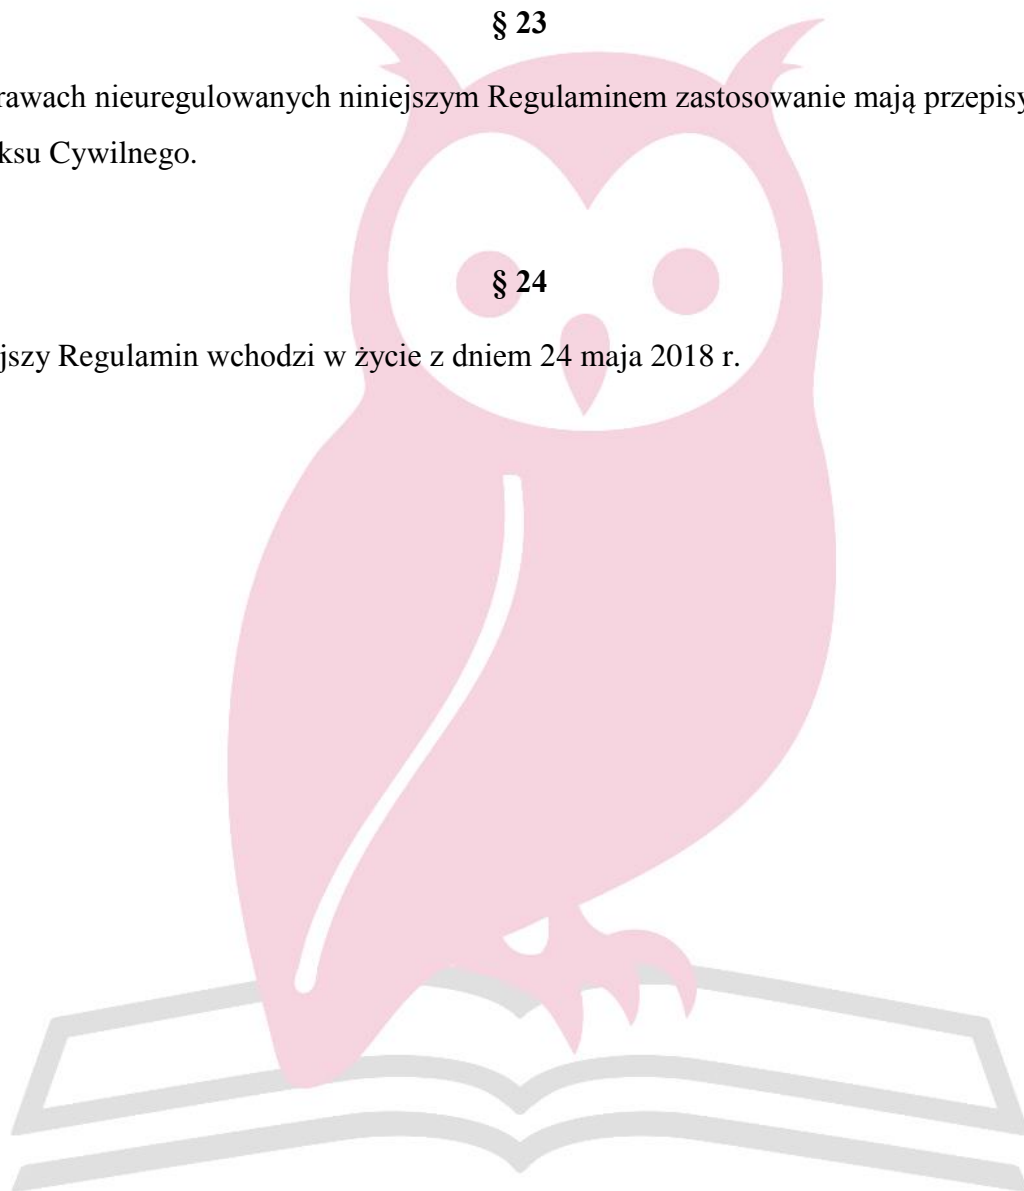 § 23
rawach nieuregulowanych niniejszym Regulaminem zastosowanie mają przepisy
ksu Cywilnego.
§ 24
jszy Regulamin wchodzi w życie z dniem 24 maja 2018 r.